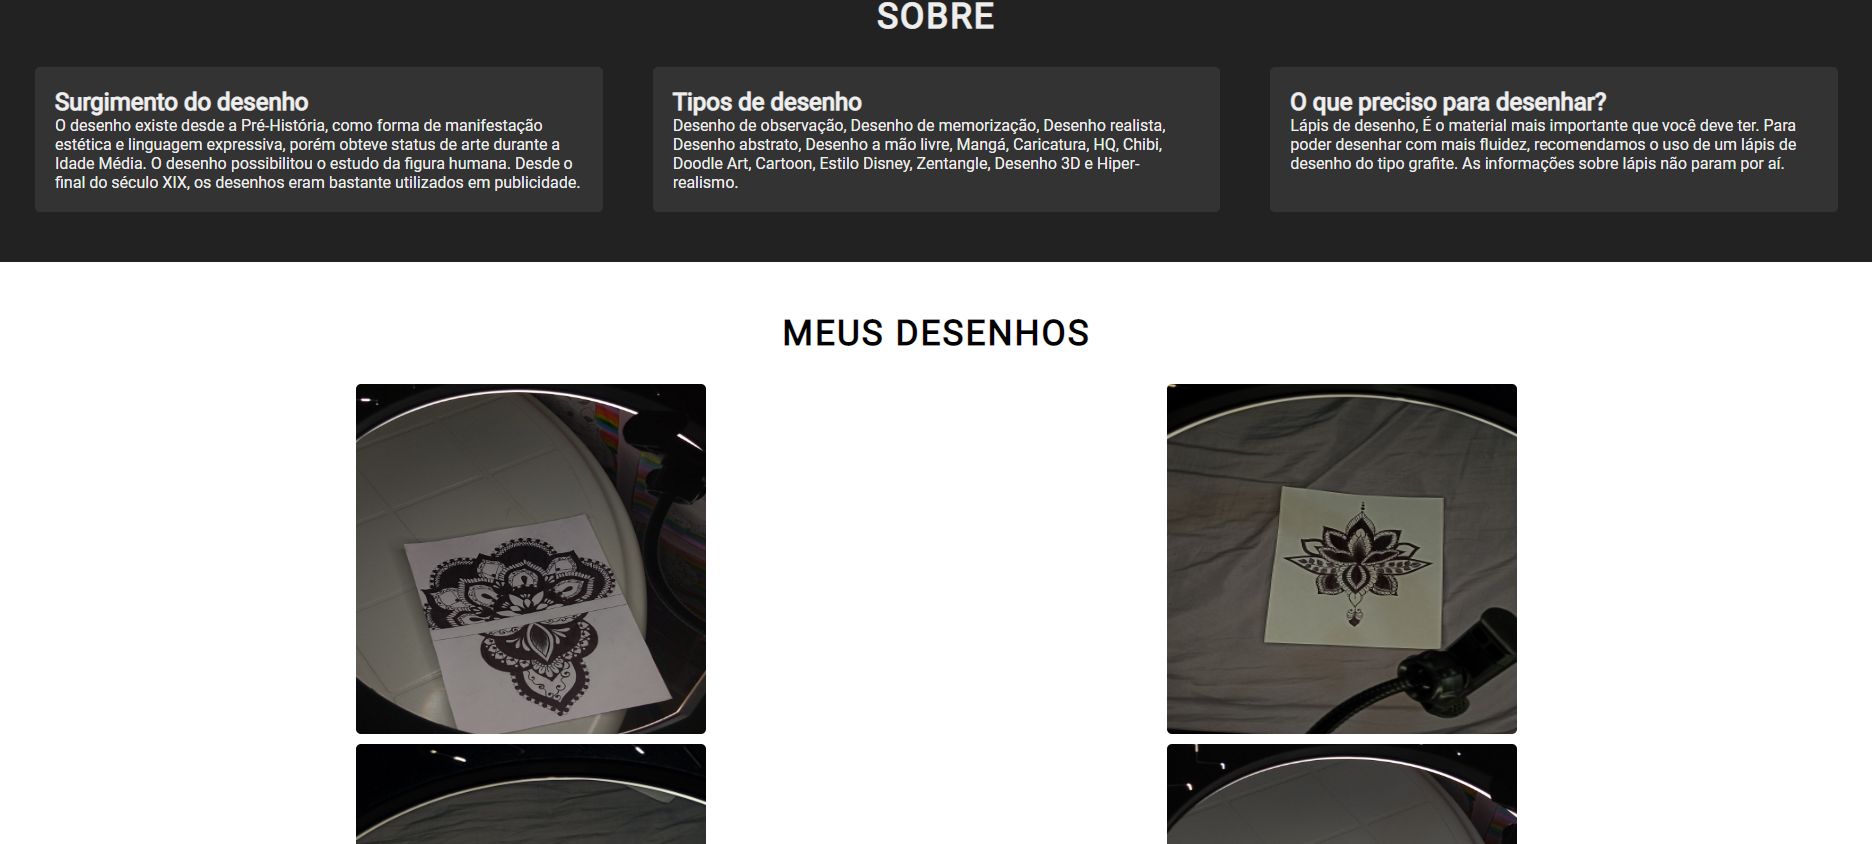 SOBRE
Surgimento do desenho
O desenho existe desde a Pré-História, como forma de manifestação
estética e linguagem expressiva, porém obteve status de arte durante a
Idade Média. O desenho possibilitou o estudo da figura humana. Desde o
final do século XIX, os desenhos eram bastante utilizados em publicidade.
Tipos de desenho
Desenho de observação, Desenho de memorização, Desenho realista,
Desenho abstrato, Desenho a mão livre, Mangá, Caricatura, HQ, Chibi,
Doodle Art, Cartoon, Estilo Disney, Zentangle, Desenho 3D e Hiper-
realismo.
O que preciso para desenhar?
Lápis de desenho, É o material mais importante que você deve ter. Para
poder desenhar com mais fluidez, recomendamos o uso de um lápis de
desenho do tipo grafite. As informações sobre lápis não param por aí.
MEUS DESENHOS